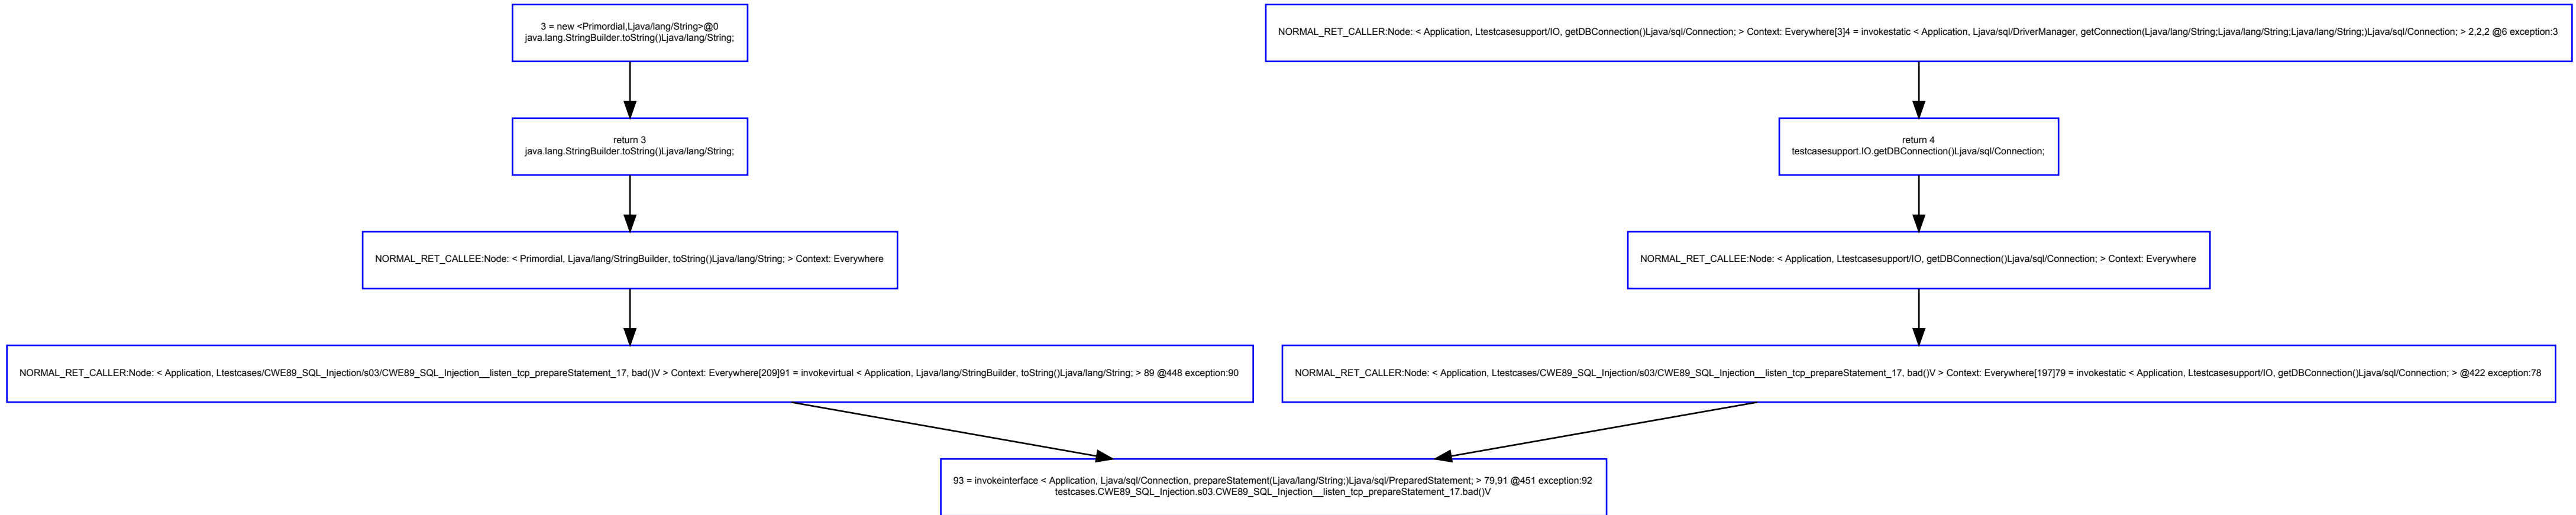 3 = new <Primordial,Ljava/lang/String>@0
java.lang.StringBuilder.toString()Ljava/lang/String;
NORMAL_RET_CALLER:Node: < Application, Ltestcasesupport/IO, getDBConnection()Ljava/sql/Connection; > Context: Everywhere[3]4 = invokestatic < Application, Ljava/sql/DriverManager, getConnection(Ljava/lang/String;Ljava/lang/String;Ljava/lang/String;)Ljava/sql/Connection; > 2,2,2 @6 exception:3
return 3
java.lang.StringBuilder.toString()Ljava/lang/String;
return 4
testcasesupport.IO.getDBConnection()Ljava/sql/Connection;
NORMAL_RET_CALLEE:Node: < Primordial, Ljava/lang/StringBuilder, toString()Ljava/lang/String; > Context: Everywhere
NORMAL_RET_CALLEE:Node: < Application, Ltestcasesupport/IO, getDBConnection()Ljava/sql/Connection; > Context: Everywhere
NORMAL_RET_CALLER:Node: < Application, Ltestcases/CWE89_SQL_Injection/s03/CWE89_SQL_Injection__listen_tcp_prepareStatement_17, bad()V > Context: Everywhere[209]91 = invokevirtual < Application, Ljava/lang/StringBuilder, toString()Ljava/lang/String; > 89 @448 exception:90
NORMAL_RET_CALLER:Node: < Application, Ltestcases/CWE89_SQL_Injection/s03/CWE89_SQL_Injection__listen_tcp_prepareStatement_17, bad()V > Context: Everywhere[197]79 = invokestatic < Application, Ltestcasesupport/IO, getDBConnection()Ljava/sql/Connection; > @422 exception:78
93 = invokeinterface < Application, Ljava/sql/Connection, prepareStatement(Ljava/lang/String;)Ljava/sql/PreparedStatement; > 79,91 @451 exception:92
testcases.CWE89_SQL_Injection.s03.CWE89_SQL_Injection__listen_tcp_prepareStatement_17.bad()V